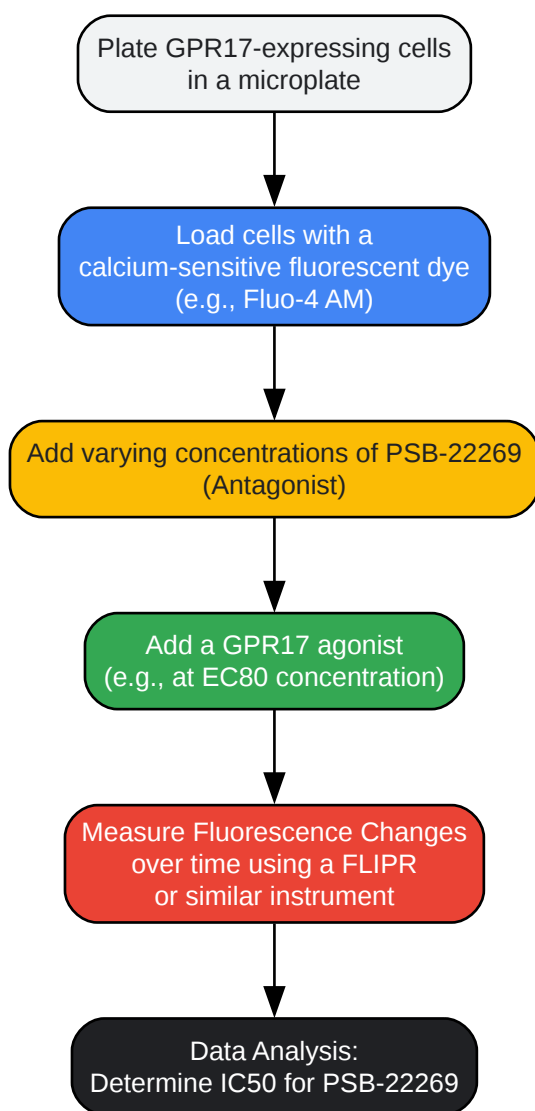 Plate GPR17-expressing cells
in a microplate
Load cells with a
calcium-sensitive fluorescent dye
(e.g., Fluo-4 AM)
Add varying concentrations of PSB-22269
(Antagonist)
Add a GPR17 agonist
(e.g., at EC80 concentration)
Measure Fluorescence Changes
over time using a FLIPR
or similar instrument
Data Analysis:
Determine IC50 for PSB-22269